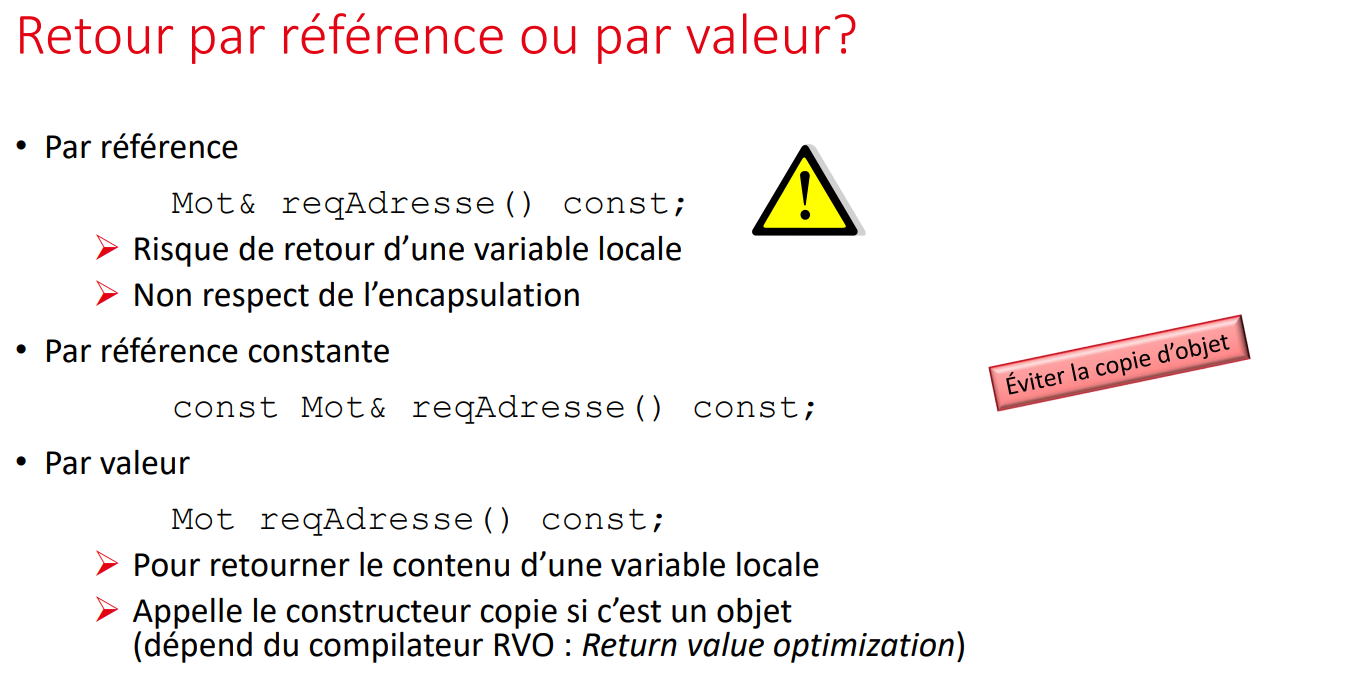 Retour par référence ou par valeur?
• Par référence
Mot& reqAdresse() const;
!
➢ Risque de retour d’une variable locale
➢ Non respect de l’encapsulation
• Par référence constante
Éviter la copie d’objet
const Mot& reqAdresse() const;
• Par valeur
Mot reqAdresse() const;
➢ Pour retourner le contenu d’une variable locale
➢ Appelle le constructeur copie si c’est un objet
(dépend du compilateur RVO : Return value optimization)